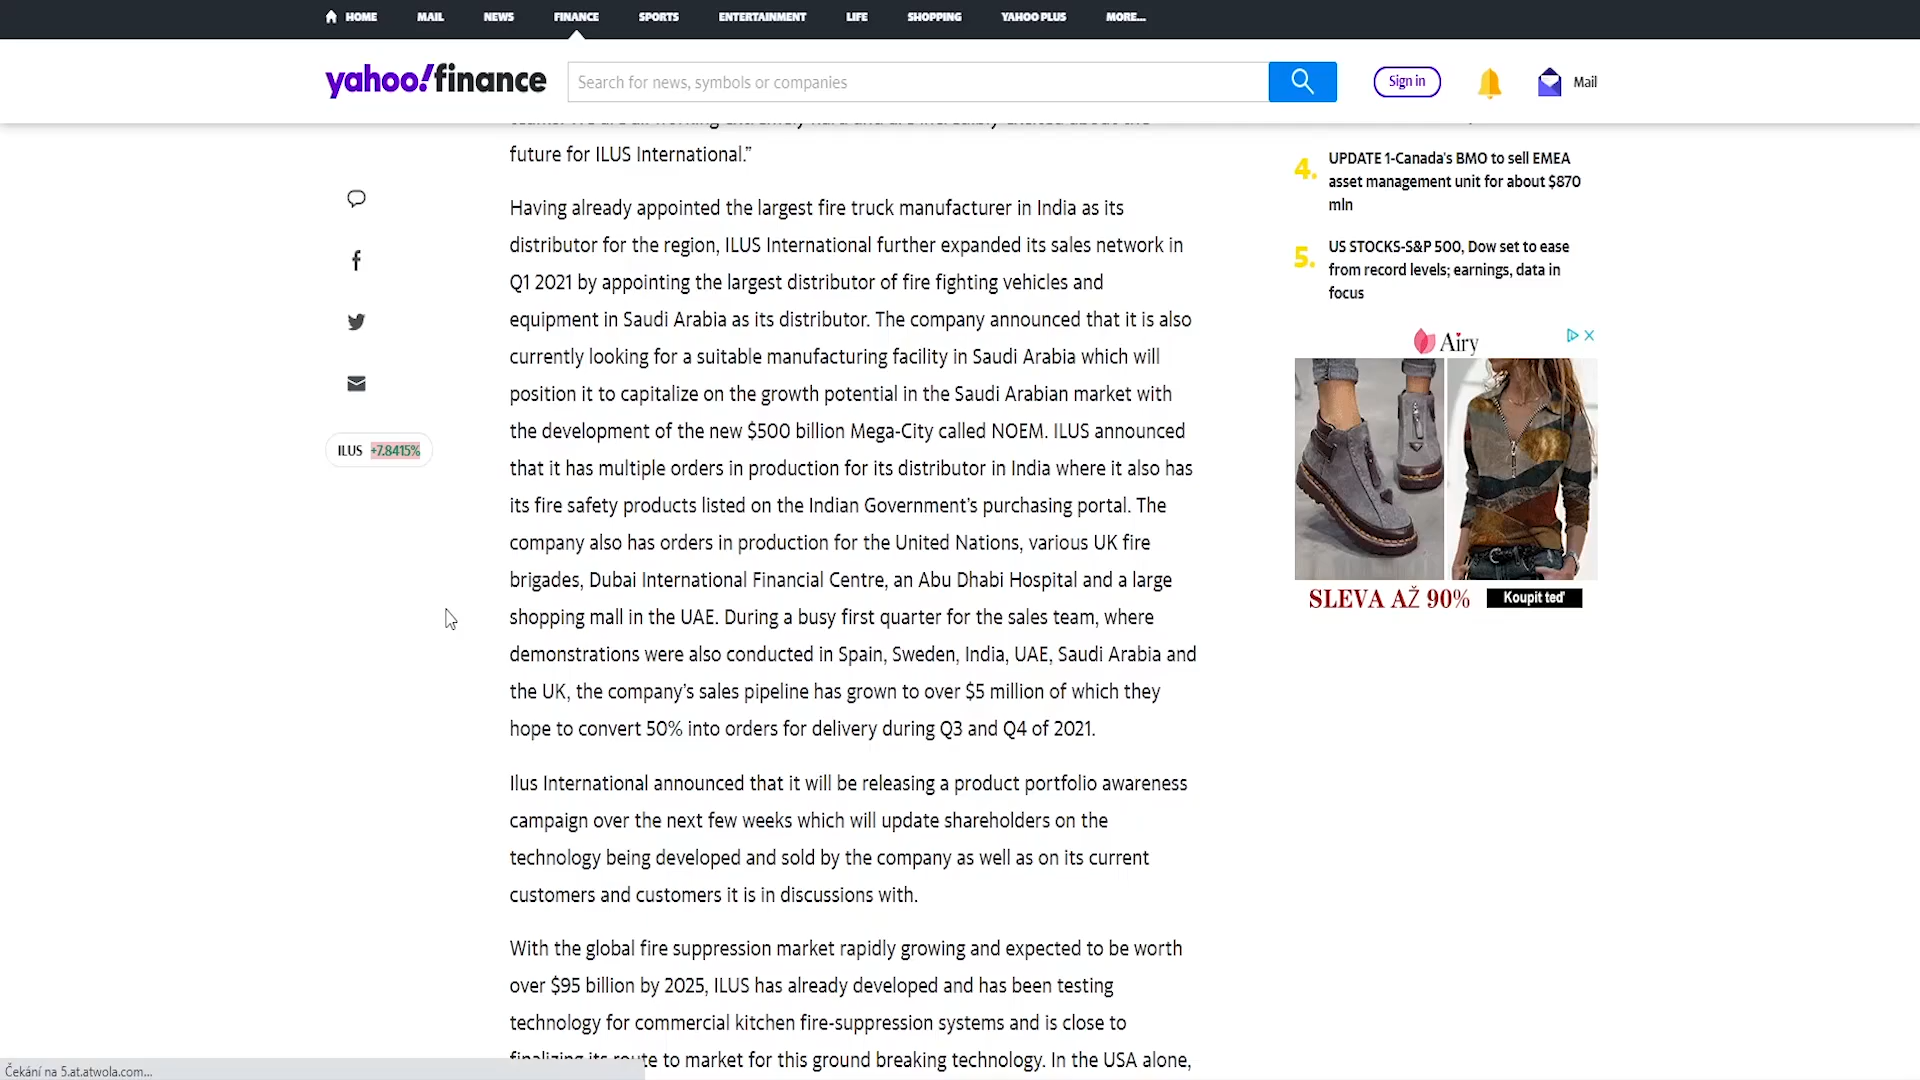 HOME
MAIL
NEWS
FINANCE
SPORTS
ENTERTAINMENT
LIFE
SHOPPING
YAHOO PLUS
MORE...
yahoo!finance
Search for news, symbols or companies
Sign in
Mail
future for ILUS International.”
Having already appointed the largest fire truck manufacturer in India as its
distributor for the region, ILUS International further expanded its sales network in
Q1 2021 by appointing the largest distributor of fire fighting vehicles and
equipment in Saudi Arabia as its distributor. The company announced that it is also
currently looking for a suitable manufacturing facility in Saudi Arabia which will
position it to capitalize on the growth potential in the Saudi Arabian market with
the development of the new $500 billion Mega-City called NOEM. ILUS announced
that it has multiple orders in production for its distributor in India where it also has
its fire safety products listed on the Indian Government’s purchasing portal. The
company also has orders in production for the United Nations, various UK fire
brigades, Dubai International Financial Centre, an Abu Dhabi Hospital and a large
shopping mall in the UAE. During a busy first quarter for the sales team, where
demonstrations were also conducted in Spain, Sweden, India, UAE, Saudi Arabia and
the UK, the company’s sales pipeline has grown to over $5 million of which they
hope to convert 50% into orders for delivery during Q3 and Q4 of 2021.
Ilus International announced that it will be releasing a product portfolio awareness
campaign over the next few weeks which will update shareholders on the
technology being developed and sold by the company as well as on its current
customers and customers it is in discussions with.
With the global fire suppression market rapidly growing and expected to be worth
over $95 billion by 2025, ILUS has already developed and has been testing
technology for commercial kitchen fire-suppression systems and is close to
finalizing its route to market for this ground breaking technology. In the USA alone,
ILUS +7.8415%
4. UPDATE 1-Canada's BMO to sell EMEA
asset management unit for about $870
mln
5. US STOCKS-S&P 500, Dow set to ease
from record levels; earnings, data in
focus
Airy
SLEVA AŽ 90%
Koupit teď
Čekání na 5.at.atwola.com...